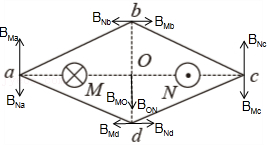 B_Nb b B_Mb
B_Ma B_Nc
O
a c
M B_MO B_ON N
B_Na B_Mc
B_Md d B_Nd